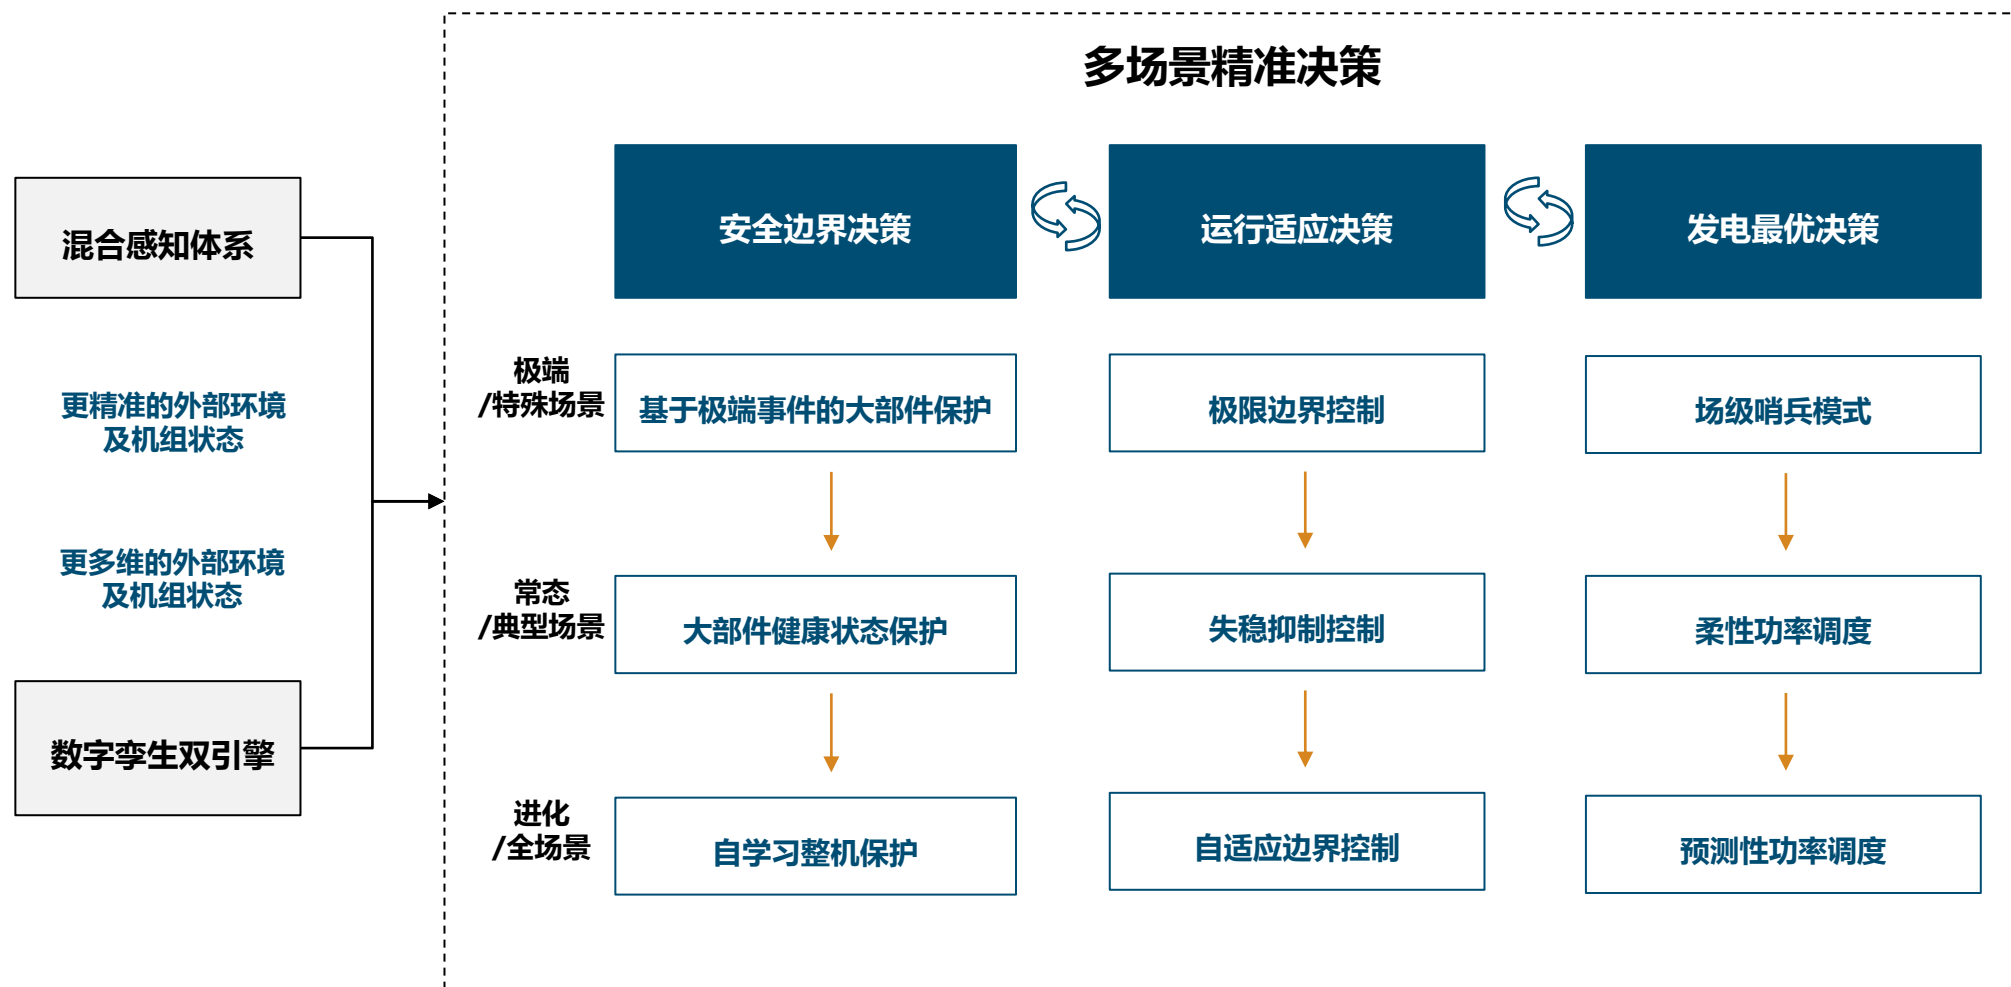 多场景精准决策
混合感知体系
更精准的外部环境
及机组状态
更多维的外部环境
及机组状态
数字孪生双引擎
安全边界决策
运行适应决策
发电最优决策
极端
/特殊场景
基于极端事件的大部件保护
极限边界控制
场级哨兵模式
常态
/典型场景
大部件健康状态保护
失稳抑制控制
柔性功率调度
进化
/全场景
自学习整机保护
自适应边界控制
预测性功率调度